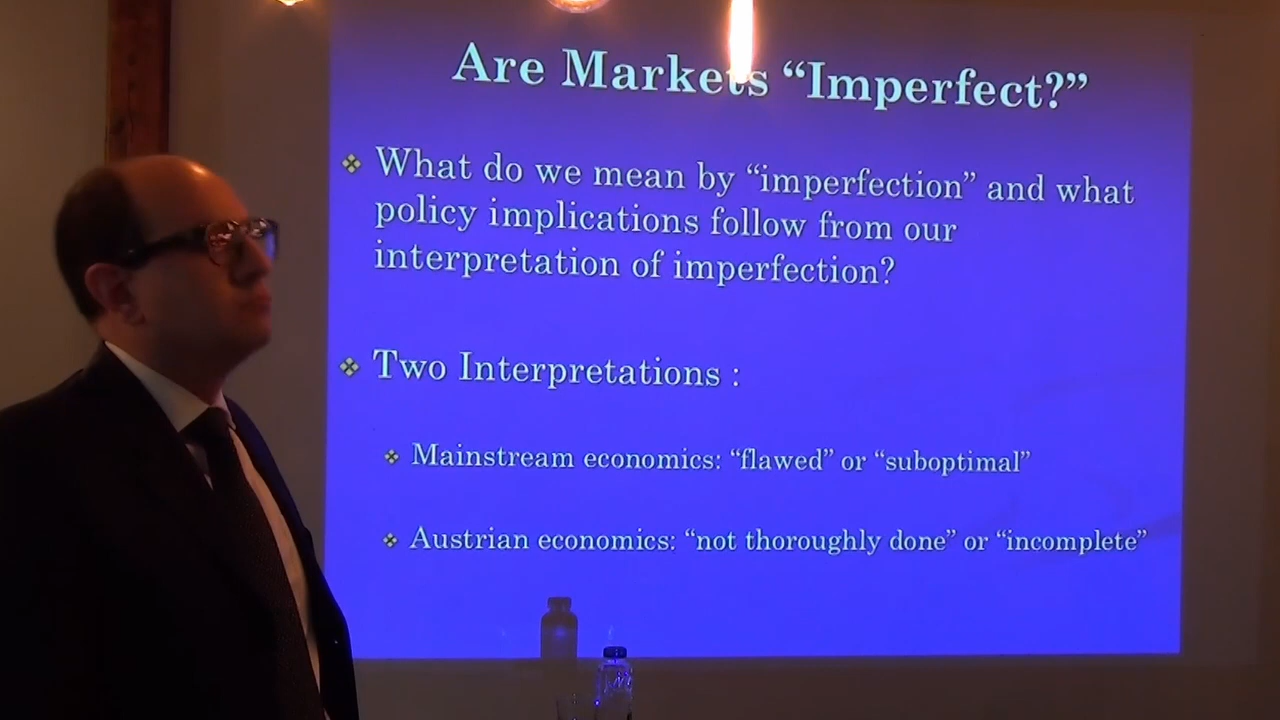 Are Markets “Imperfect?”
What do we mean by “imperfection” and what
policy implications follow from our
interpretation of imperfection?
Two Interpretations :
Mainstream economics: “flawed” or “suboptimal”
Austrian economics: “not thoroughly done” or “incomplete”